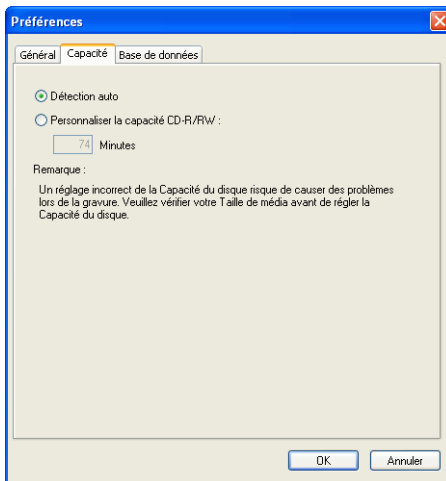 Préférences
Général Capacité Base de données
Détection auto
Personnaliser la capacité CD-R/RW :
74 Minutes
Remarque :
Un réglage incorrect de la Capacité du disque risque de causer des problèmes
lors de la gravure. Veuillez vérifier votre Taille de média avant de régler la
Capacité du disque.
OK Annuler